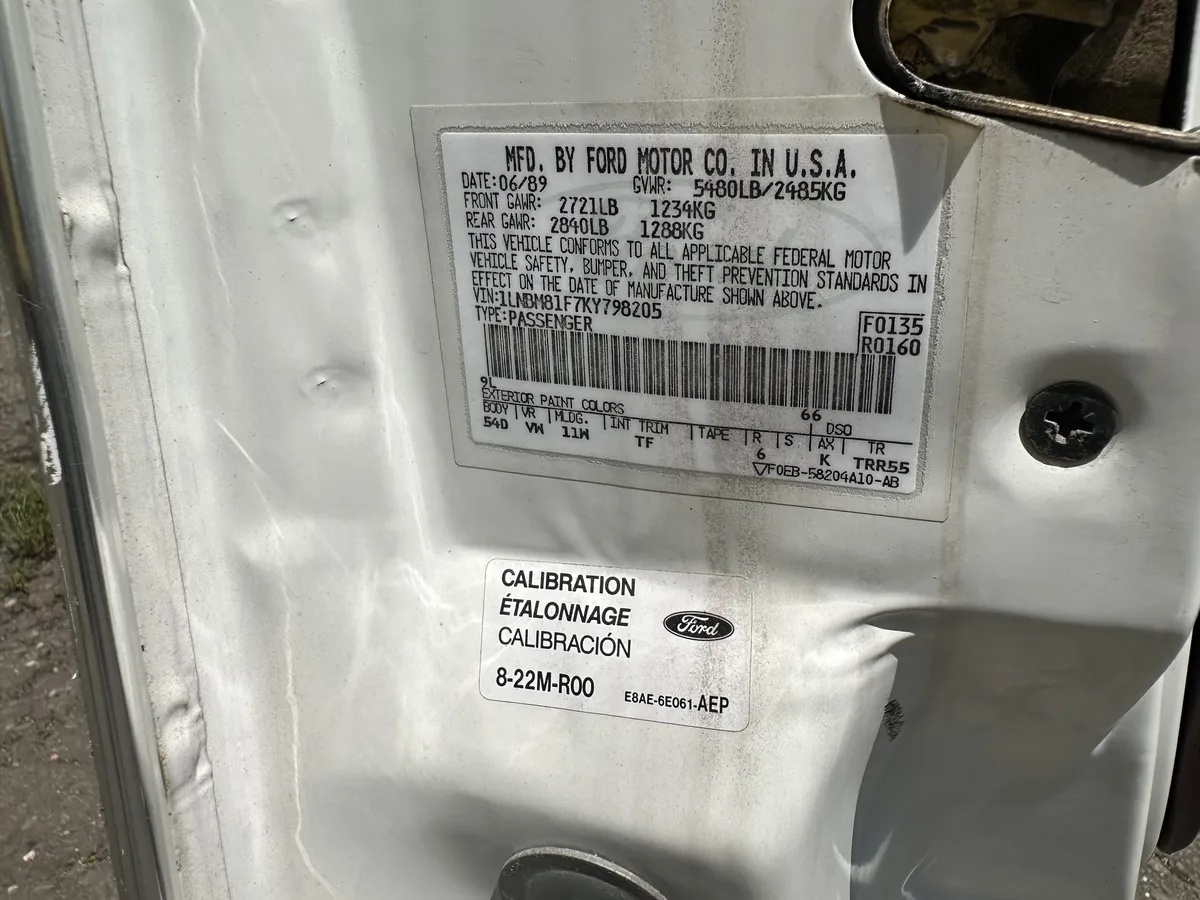 MFD. BY FORD MOTOR CO. IN U.S.A.
DATE: 06/89 GVWR: 5480LB/2485KG
FRONT GAWR: 2721LB 1234KG
REAR GAWR: 2840LB 1288KG
THIS VEHICLE CONFORMS TO ALL APPLICABLE FEDERAL MOTOR
VEHICLE SAFETY, BUMPER, AND THEFT PREVENTION STANDARDS IN
EFFECT ON THE DATE OF MANUFACTURE SHOWN ABOVE.
VIN: 1LNBM81F7KY798205
TYPE: PASSENGER
F0135
R0160
9L 66
EXTERIOR PAINT COLORS DSO
BODY VR MLDG. INT TRIM TAPE R S AX TR
54D VW 11W TF 6 K TRR55
▽F0EB-58204A10-AB
CALIBRATION
ÉTALONNAGE
CALIBRACIÓN
Ford
8-22M-R00
E8AE-6E061-AEP